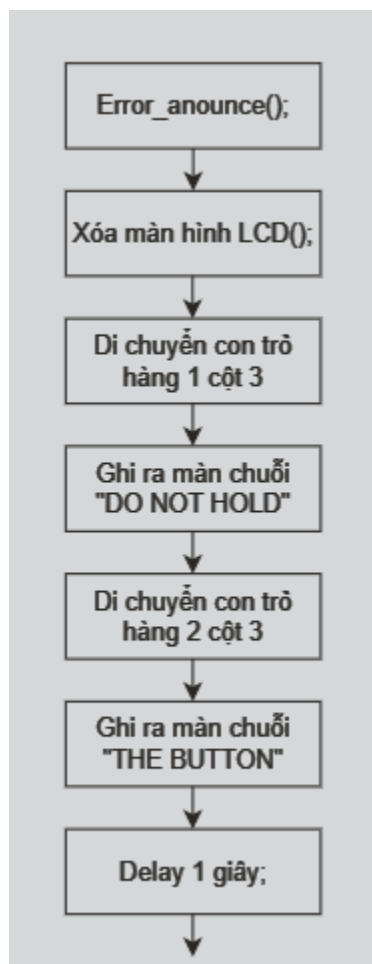 Error_anounce();
Xóa màn hình LCD();
Di chuyển con trỏ
hàng 1 cột 3
Ghi ra màn chuỗi
"DO NOT HOLD"
Di chuyển con trỏ
hàng 2 cột 3
Ghi ra màn chuỗi
"THE BUTTON"
Delay 1 giây;